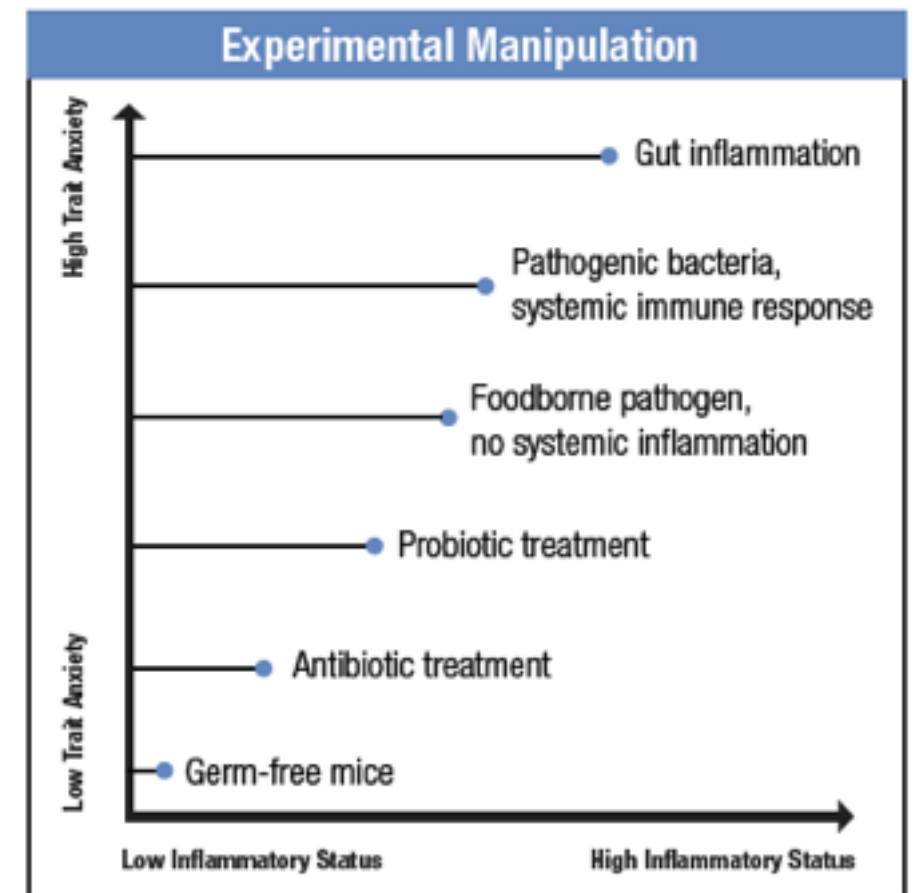 Experimental Manipulation
High Trait Anxiety
Gut inflammation
Pathogenic bacteria,
systemic immune response
Foodborne pathogen,
no systemic inflammation
Probiotic treatment
Antibiotic treatment
Low Trait Anxiety
Germ-free mice
Low Inflammatory Status
High Inflammatory Status